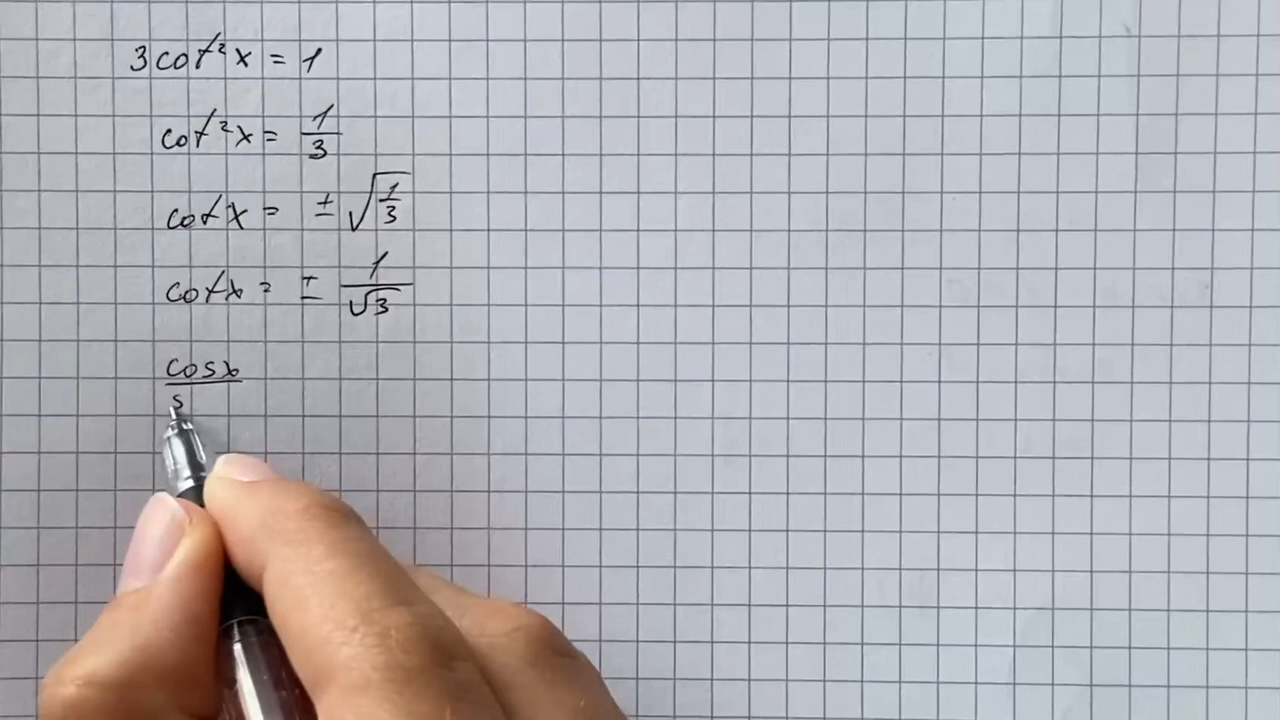 3cot²x = 1
cot²x = 1/3
cotx = ± √(1/3)
cotx = ± 1/√3
cosx/s